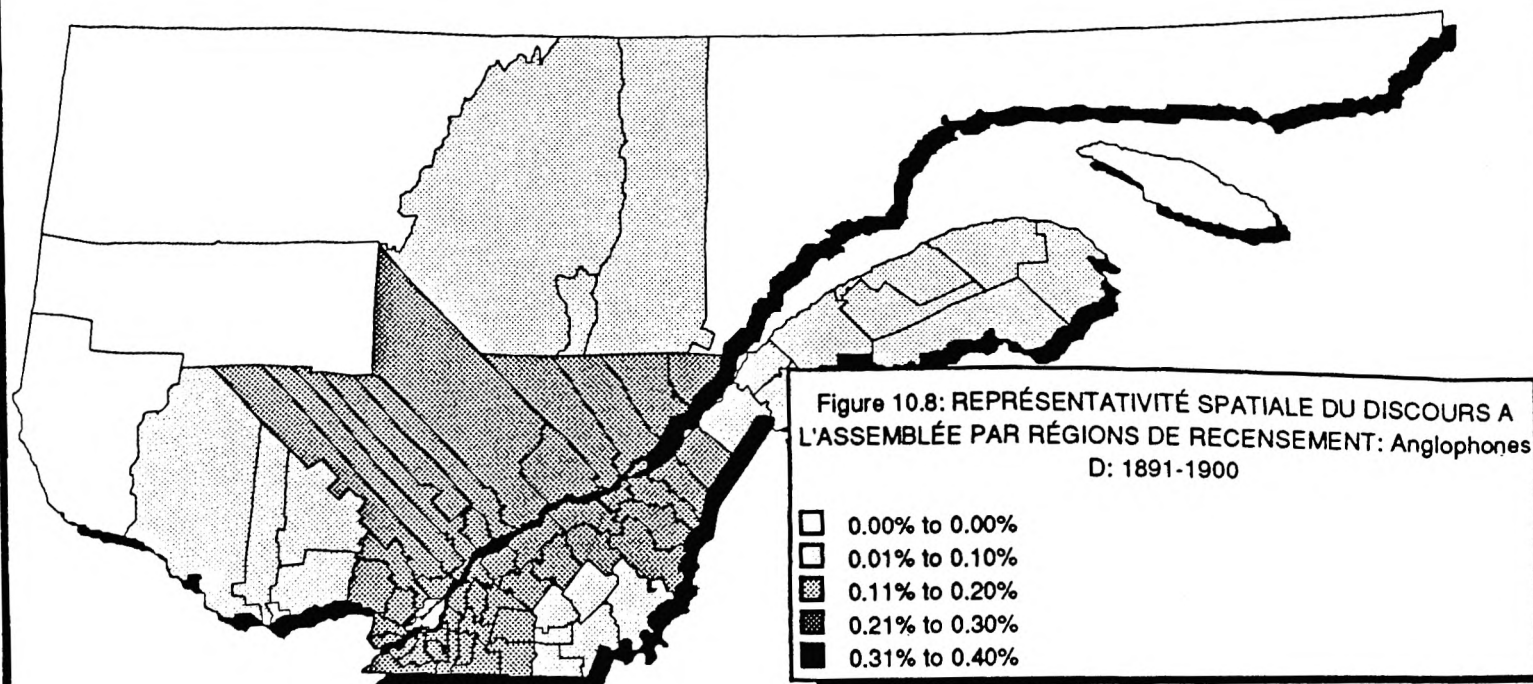 Figure 10.8: REPRÉSENTATIVITÉ SPATIALE DU DISCOURS A
L'ASSEMBLÉE PAR RÉGIONS DE RECENSEMENT: Anglophones
D: 1891-1900
0.00% to 0.00%
0.01% to 0.10%
0.11% to 0.20%
0.21% to 0.30%
0.31% to 0.40%